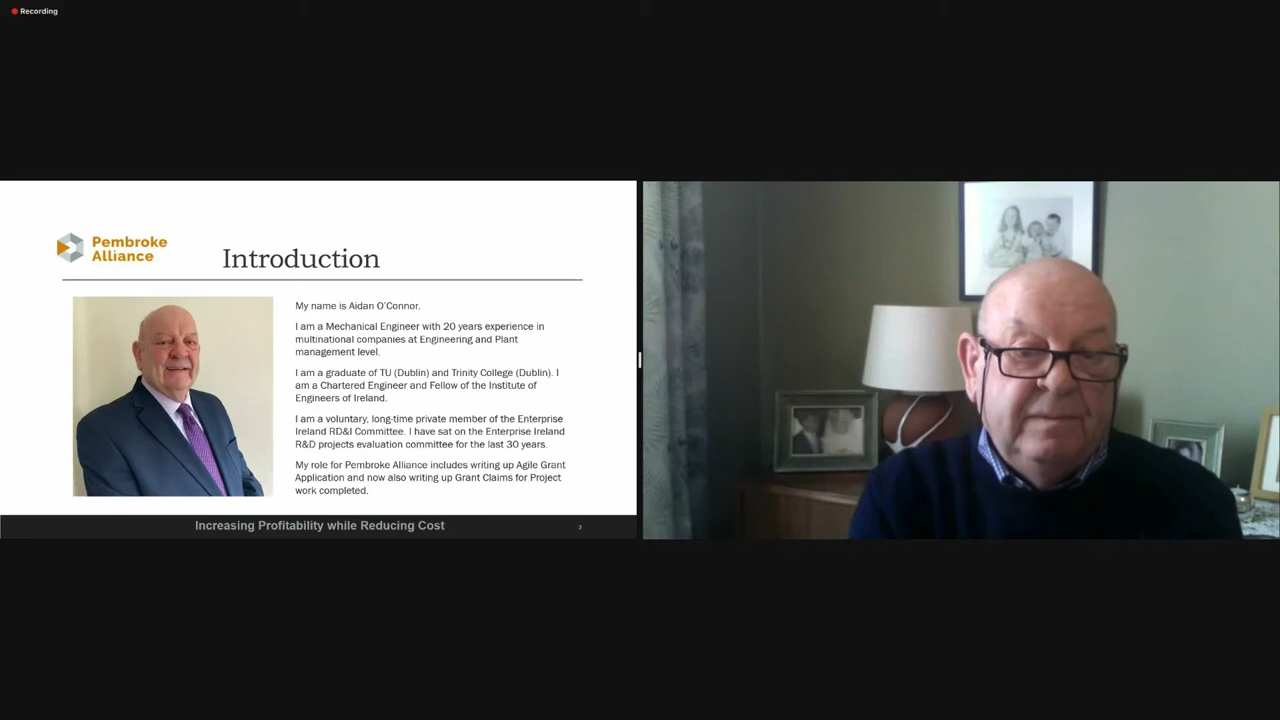 Recording
Pembroke
Alliance
Introduction
My name is Aidan O'Connor.
I am a Mechanical Engineer with 20 years experience in
multinational companies at Engineering and Plant
management level.
I am a graduate of TU (Dublin) and Trinity College (Dublin). I
am a Chartered Engineer and Fellow of the Institute of
Engineers of Ireland.
I am a voluntary, long-time private member of the Enterprise
Ireland RD&I Committee. I have sat on the Enterprise Ireland
R&D projects evaluation committee for the last 30 years.
My role for Pembroke Alliance includes writing up Agile Grant
Application and now also writing up Grant Claims for Project
work completed.
Increasing Profitability while Reducing Cost
3